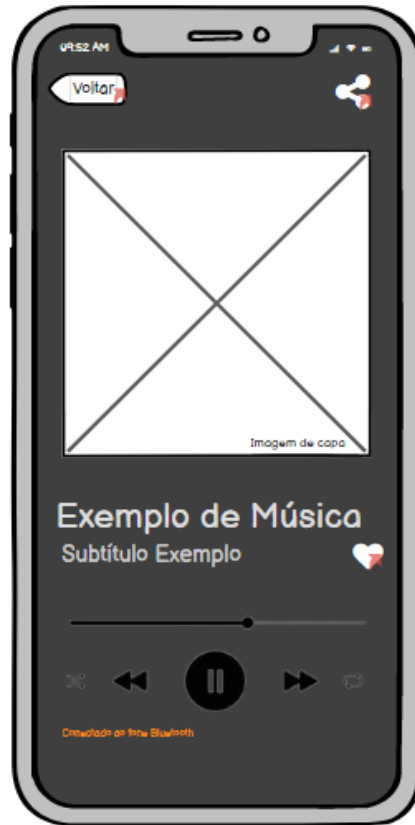 09:52 AM
Voltar
Imagem de capa
Exemplo de Música
Subtítulo Exemplo
Conectado ao fone Bluetooth